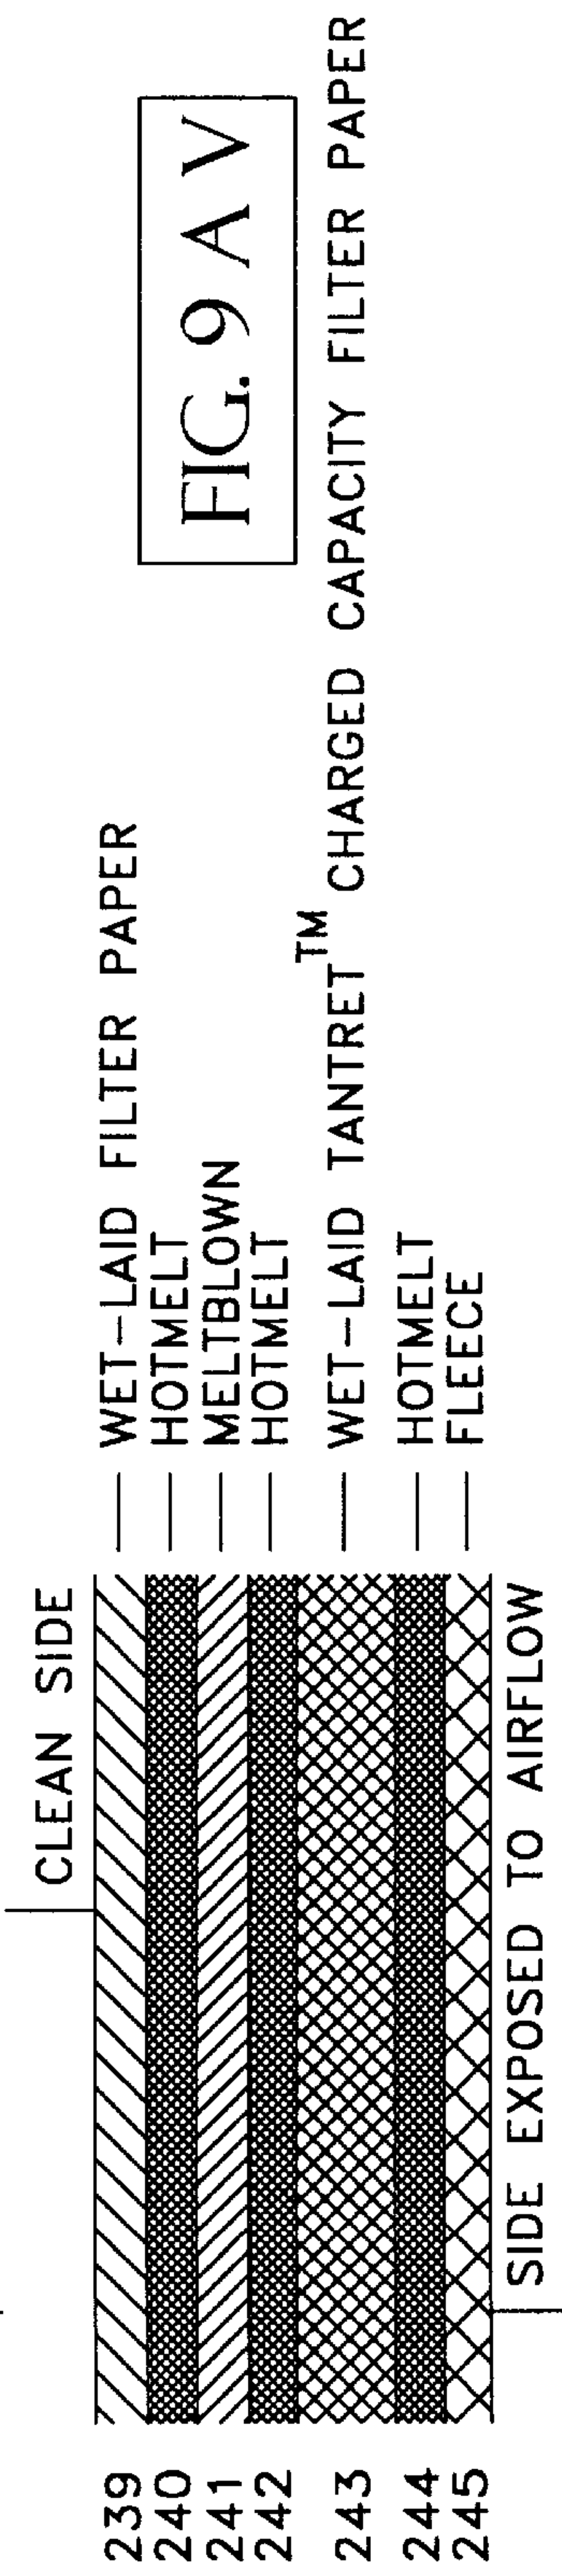 CLEAN SIDE
FIG. 9 A V
239 WET-LAID FILTER PAPER
240 HOTMELT
241 MELTBLOWN
242 HOTMELT
243 WET-LAID TANTRET™ CHARGED CAPACITY FILTER PAPER
244 HOTMELT
245 FLEECE
SIDE EXPOSED TO AIRFLOW